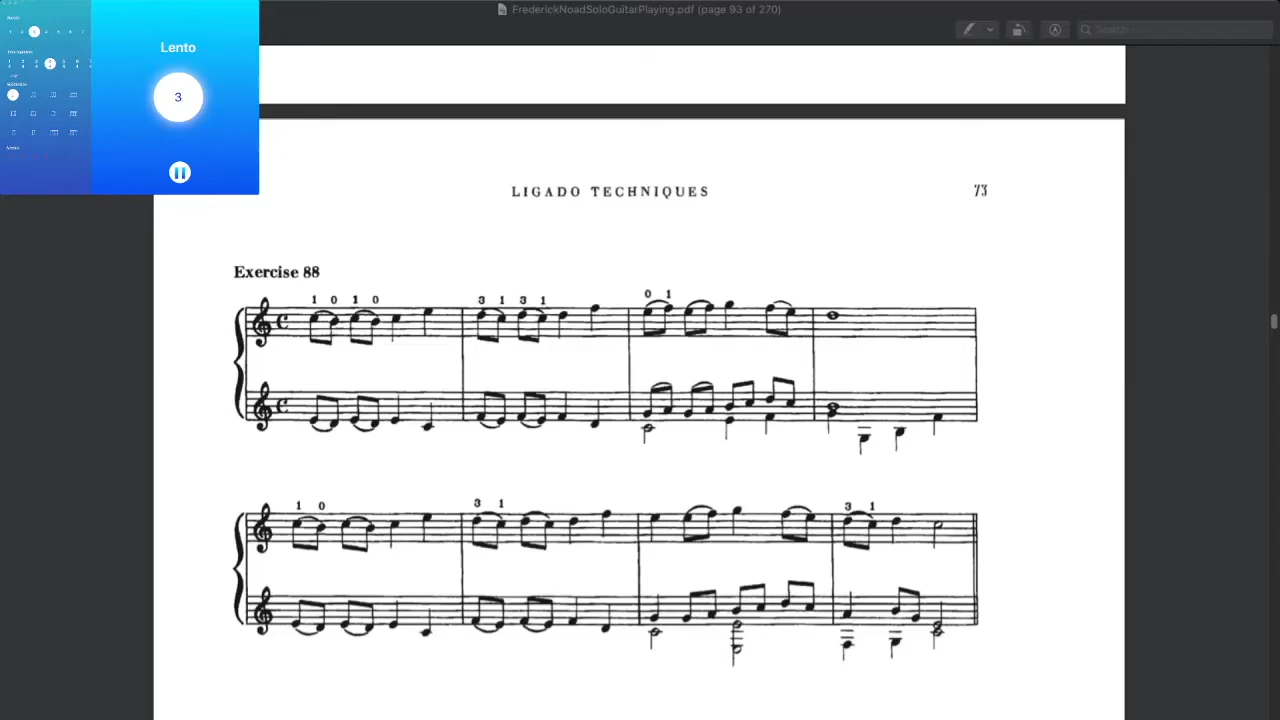 FrederickNoadSoloGuitarPlaying.pdf (page 93 of 270)
Search
Lento
3
LIGADO TECHNIQUES 73
Exercise 88
1 0 1 0 3 1 3 1 0 1
1 0 3 1 3 1